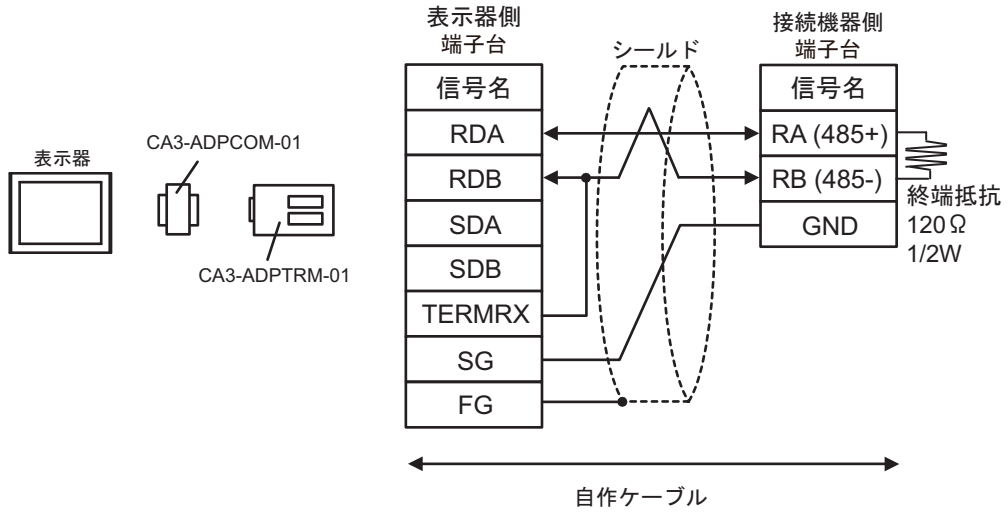 表示器
CA3-ADPCOM-01
CA3-ADPTRM-01
表示器側
端子台
信号名
RDA
RDB
SDA
SDB
TERMRX
SG
FG
シールド
接続機器側
端子台
信号名
RA (485+)
RB (485-)
GND
終端抵抗
120Ω
1/2W
自作ケーブル